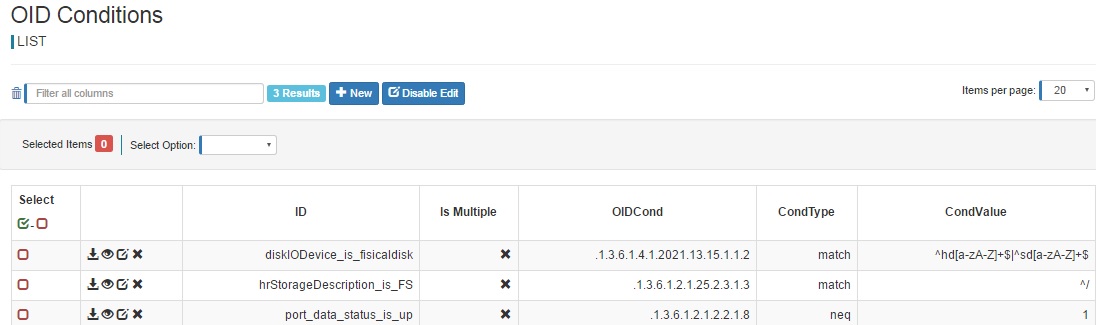 OID Conditions
LIST
Filter all columns 3 Results New Disable Edit Items per page: 20
Selected Items 0 Select Option:
Select ID Is Multiple OIDCond CondType CondValue
diskIODevice_is_fisicaldisk .1.3.6.1.4.1.2021.13.15.1.1.2 match ^hd[a-zA-Z]+$|^sd[a-zA-Z]+$
hrStorageDescription_is_FS .1.3.6.1.2.1.25.2.3.1.3 match ^/
port_data_status_is_up .1.3.6.1.2.1.2.2.1.8 neq 1